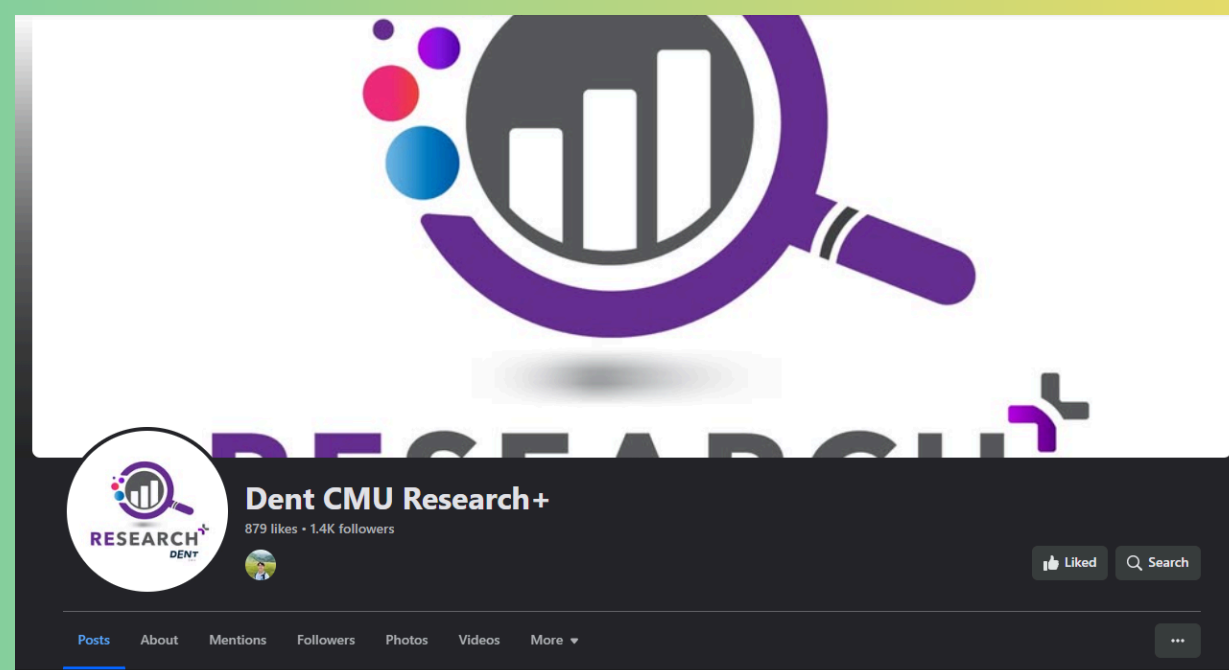 RESEARCH
RESEARCH
DENT
Dent CMU Research+
879 likes • 1.4K followers
Liked
Search
Posts
About
Mentions
Followers
Photos
Videos
More